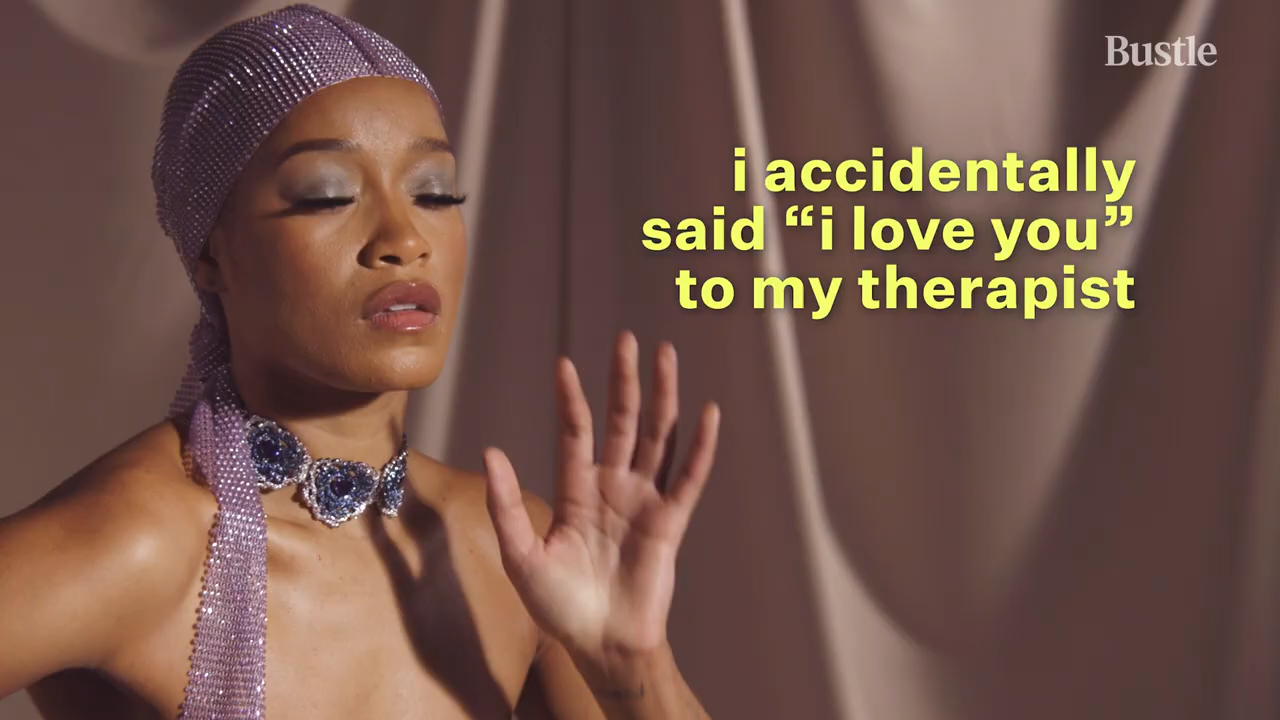 Bustle
i accidentally
said “i love you”
to my therapist